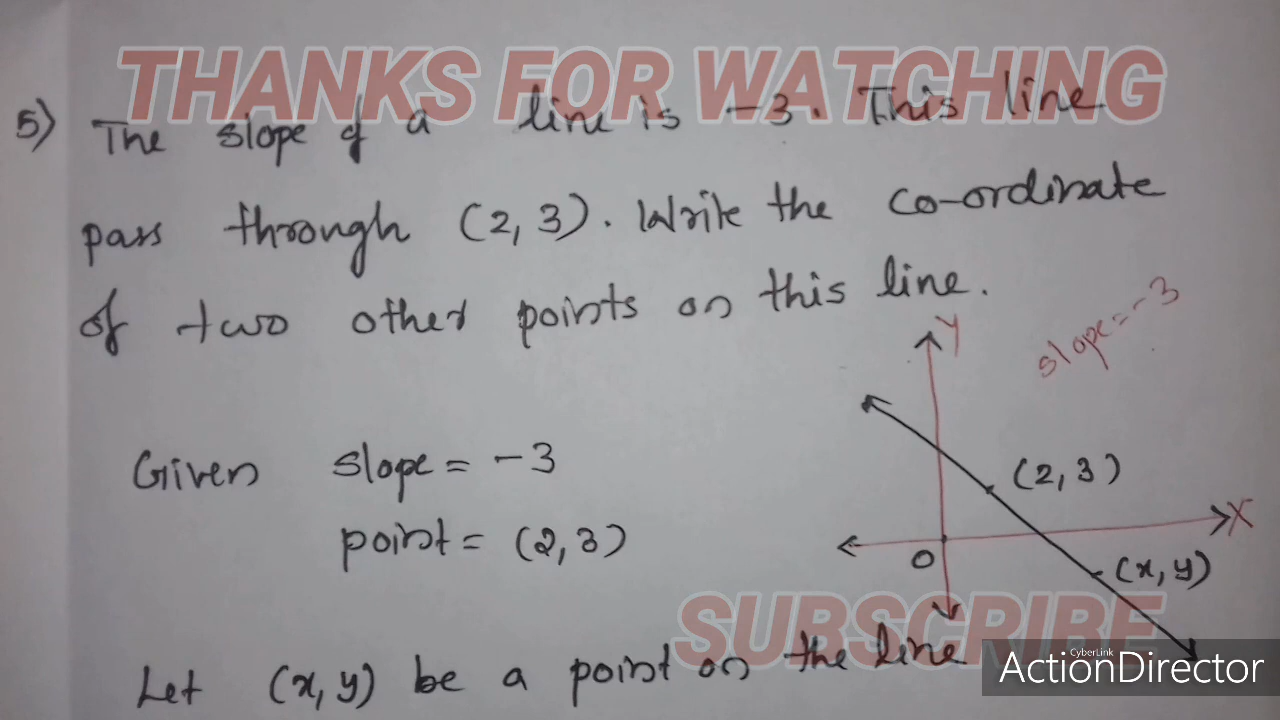 THANKS FOR WATCHING
5) The slope of a line is -3. This line
pass through (2, 3). Write the co-ordinate
of two other points on this line.
Y
slope = -3
Given slope = -3
(2, 3)
X
point = (2, 3)
O
(x, y)
SUBSCRIBE
Let (x, y) be a point on the line
CyberLink
ActionDirector